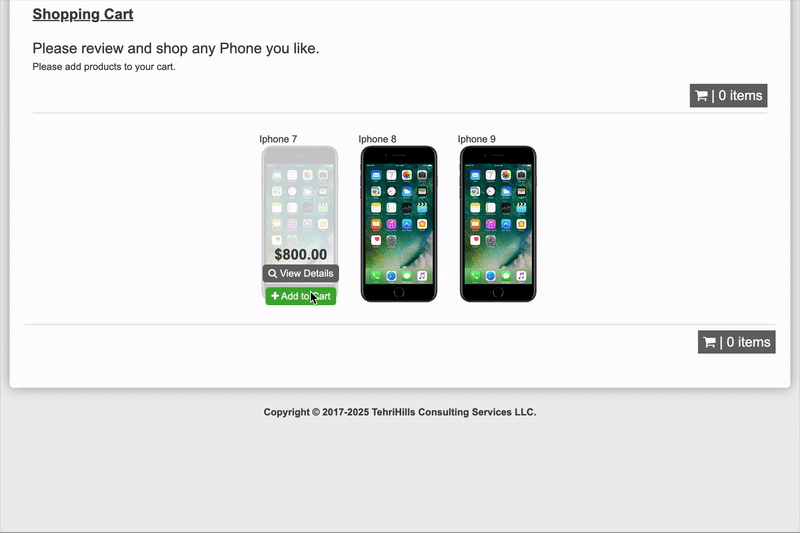 Shopping Cart
Please review and shop any Phone you like.
Please add products to your cart.
| 0 items
Iphone 7
Iphone 8
Iphone 9
$800.00
View Details
Add to Cart
| 0 items
Copyright © 2017-2025 TehriHills Consulting Services LLC.